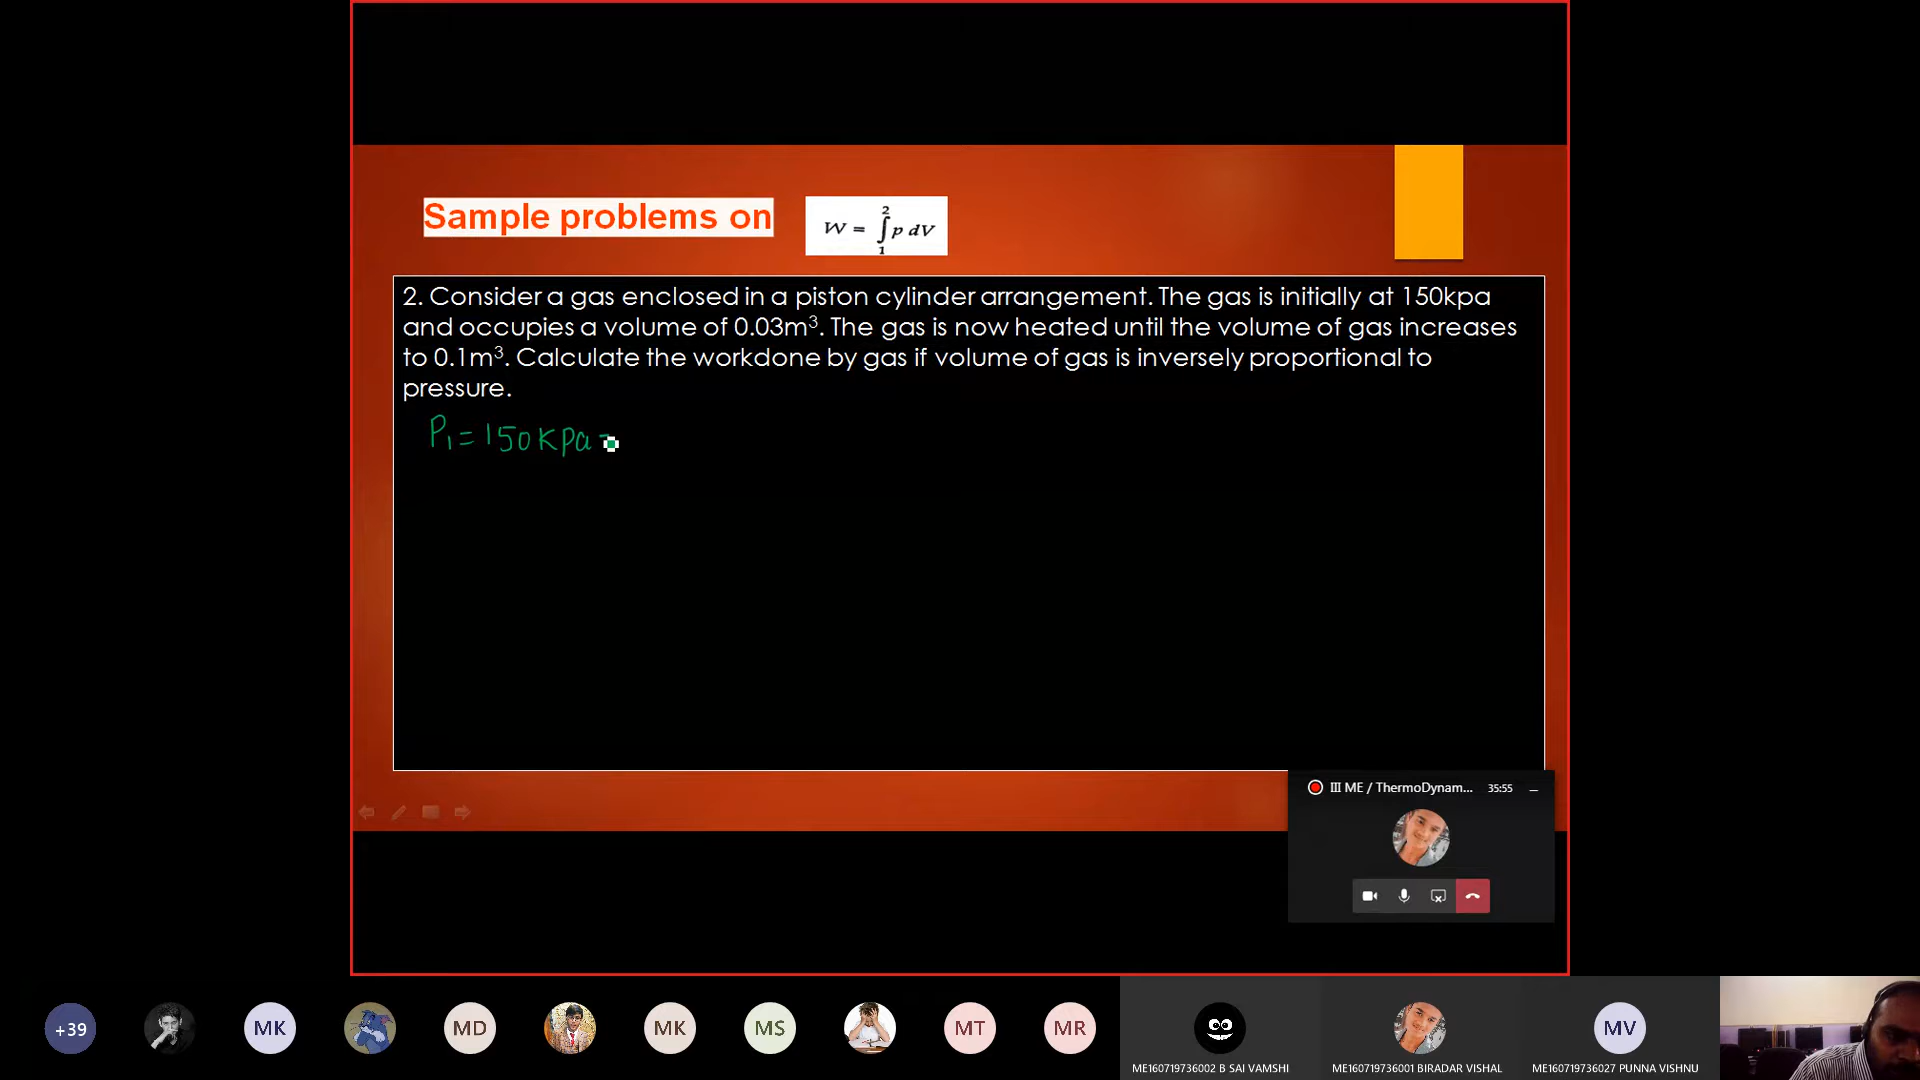 Sample problems on
W = ∫₁² p dV
2. Consider a gas enclosed in a piston cylinder arrangement. The gas is initially at 150kpa
and occupies a volume of 0.03m³. The gas is now heated until the volume of gas increases
to 0.1m³. Calculate the workdone by gas if volume of gas is inversely proportional to
pressure.
P₁ = 150 KPa =
III ME / ThermoDynam... 35:55
+39 MK MD MK MS MT MR MV
ME160719736002 B SAI VAMSHI ME160719736001 BIRADAR VISHAL ME160719736027 PUNNA VISHNU